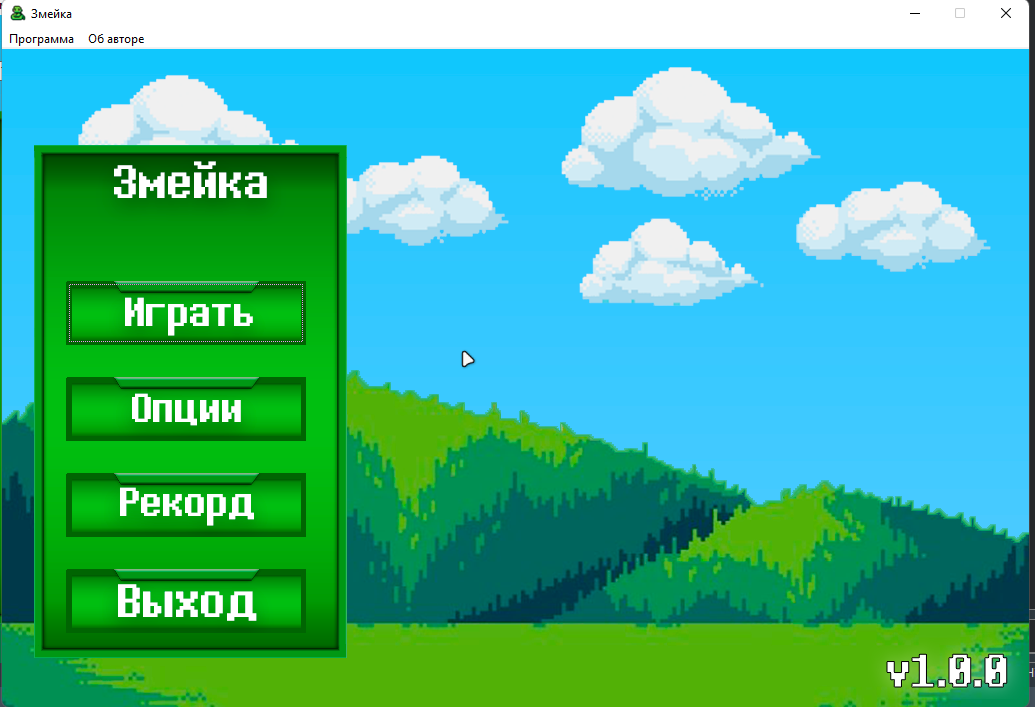 Змейка
Программа Об авторе
Змейка
Играть
Опции
Рекорд
Выход
v1.0.0